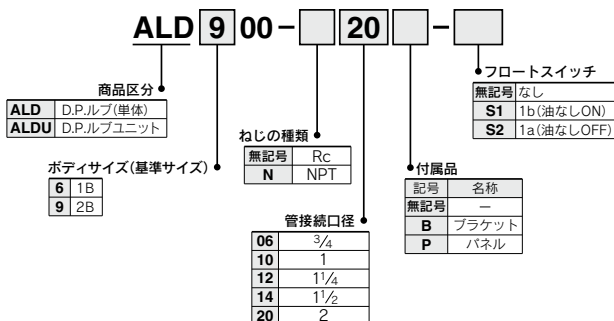 ALD 9 00 − 20 −
商品区分
ALD D.P.ルブ(単体)
ALDU D.P.ルブユニット
ボディサイズ(基準サイズ)
6 1B
9 2B
ねじの種類
無記号 Rc
N NPT
管接続口径
06 3/4
10 1
12 1 1/4
14 1 1/2
20 2
フロートスイッチ
無記号 なし
S1 1b(油なしON)
S2 1a(油なしOFF)
付属品
記号 名称
無記号 ―
B ブラケット
P パネル